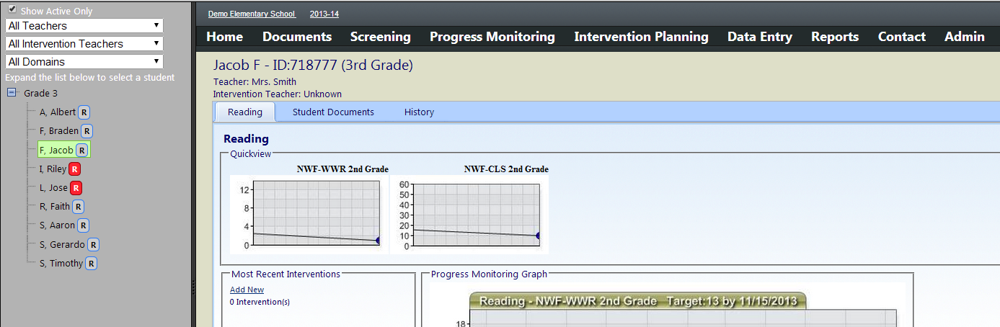 Show Active Only
All Teachers
All Intervention Teachers
All Domains
Expand the list below to select a student
Grade 3
A, Albert R
F, Braden R
F, Jacob R
I, Riley R
L, Jose R
R, Faith R
S, Aaron R
S, Gerardo R
S, Timothy R
Demo Elementary School 2013-14
Home Documents Screening Progress Monitoring Intervention Planning Data Entry Reports Contact Admin
Jacob F - ID:718777 (3rd Grade)
Teacher: Mrs. Smith
Intervention Teacher: Unknown
Reading Student Documents History
Reading
Quickview
NWF-WWR 2nd Grade
12
8
4
0
NWF-CLS 2nd Grade
60
50
40
30
20
10
0
Most Recent Interventions
Add New
0 Intervention(s)
Progress Monitoring Graph
Reading - NWF-WWR 2nd Grade Target:13 by 11/15/2013
18